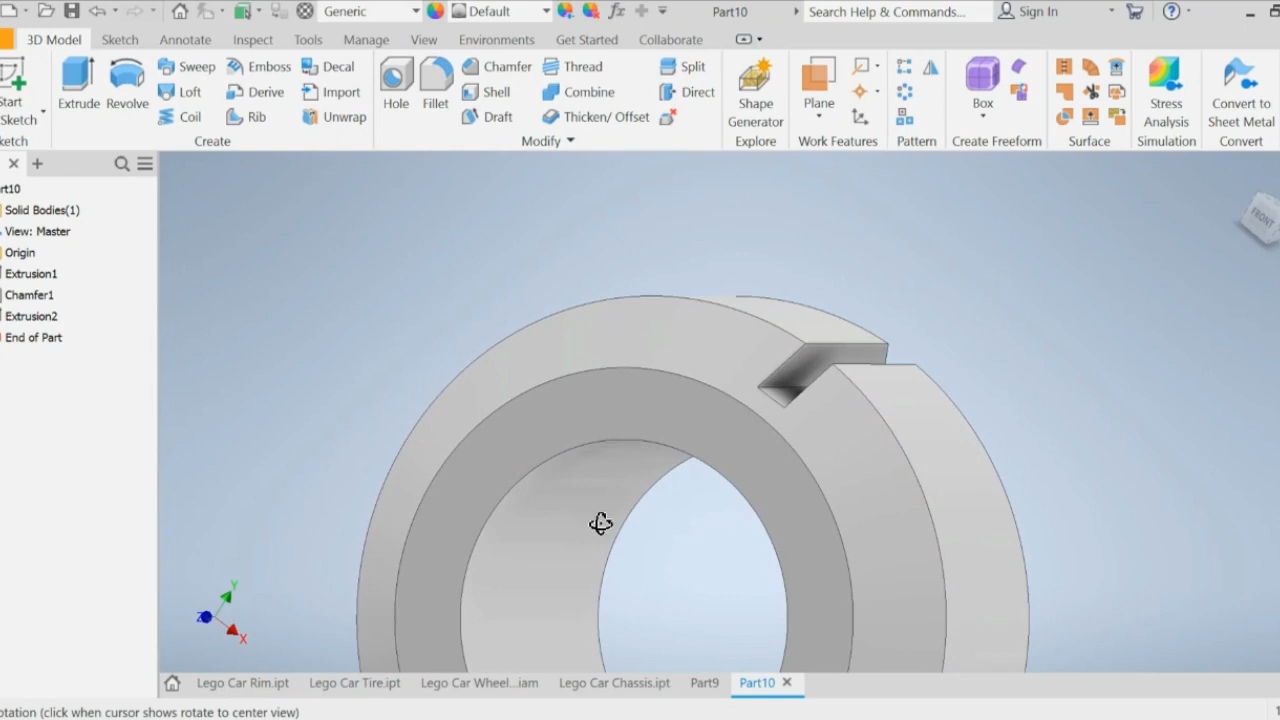 Generic
Default
fx
Part10
Search Help & Commands...
Sign In
3D Model
Sketch
Annotate
Inspect
Tools
Manage
View
Environments
Get Started
Collaborate
Start
Sketch
ketch
Extrude
Revolve
Sweep
Loft
Coil
Emboss
Derive
Rib
Decal
Import
Unwrap
Create
Hole
Fillet
Chamfer
Shell
Draft
Thread
Combine
Thicken/ Offset
Split
Direct
Modify
Shape
Generator
Explore
Plane
Work Features
Pattern
Box
Create Freeform
Surface
Stress
Analysis
Simulation
Convert to
Sheet Metal
Convert
rt10
Solid Bodies(1)
View: Master
Origin
Extrusion1
Chamfer1
Extrusion2
End of Part
FRONT
Y
Z
X
Lego Car Rim.ipt
Lego Car Tire.ipt
Lego Car Wheel...iam
Lego Car Chassis.ipt
Part9
Part10
otation (click when cursor shows rotate to center view)
1